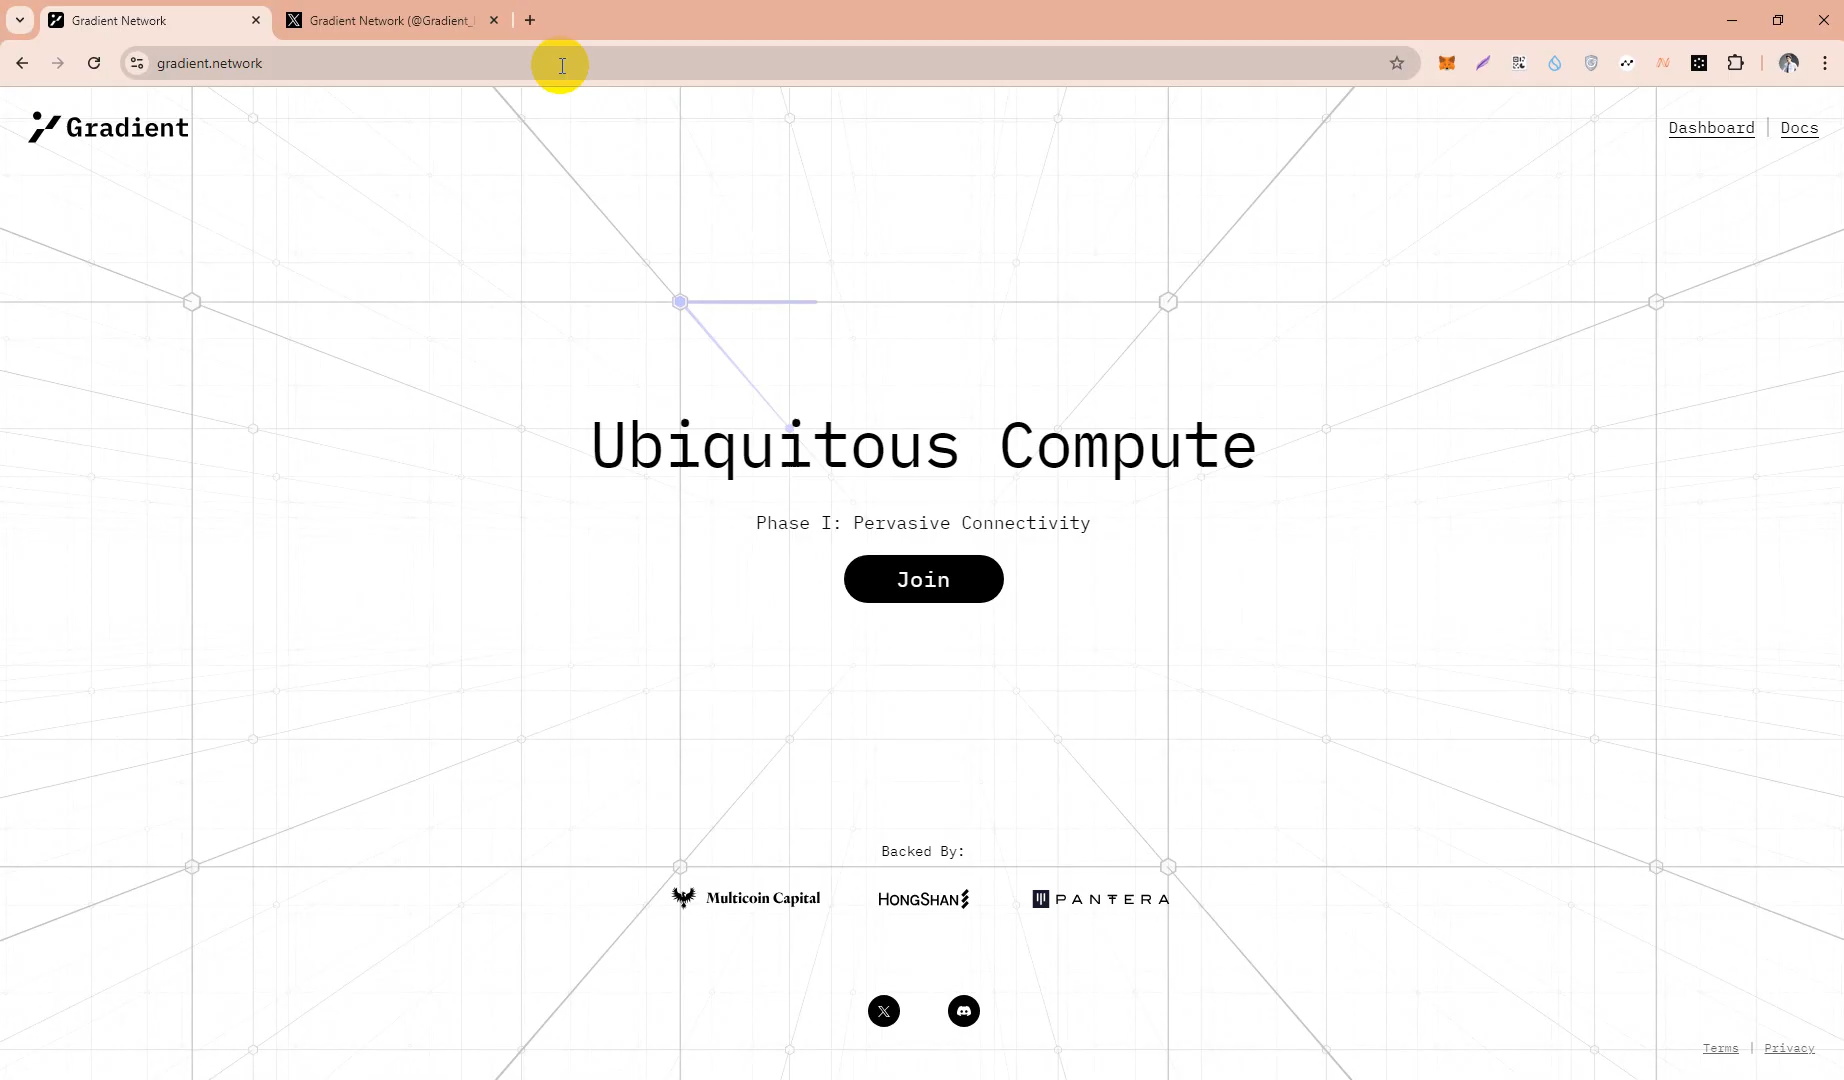 Gradient Network
Gradient Network (@Gradient_
gradient.network
Gradient
Dashboard | Docs
Ubiquitous Compute
Phase I: Pervasive Connectivity
Join
Backed By:
Multicoin Capital
HONGSHAN
PANTERA
Terms | Privacy